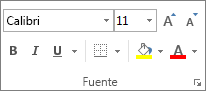 Calibri 11 A A
N K S A
Fuente